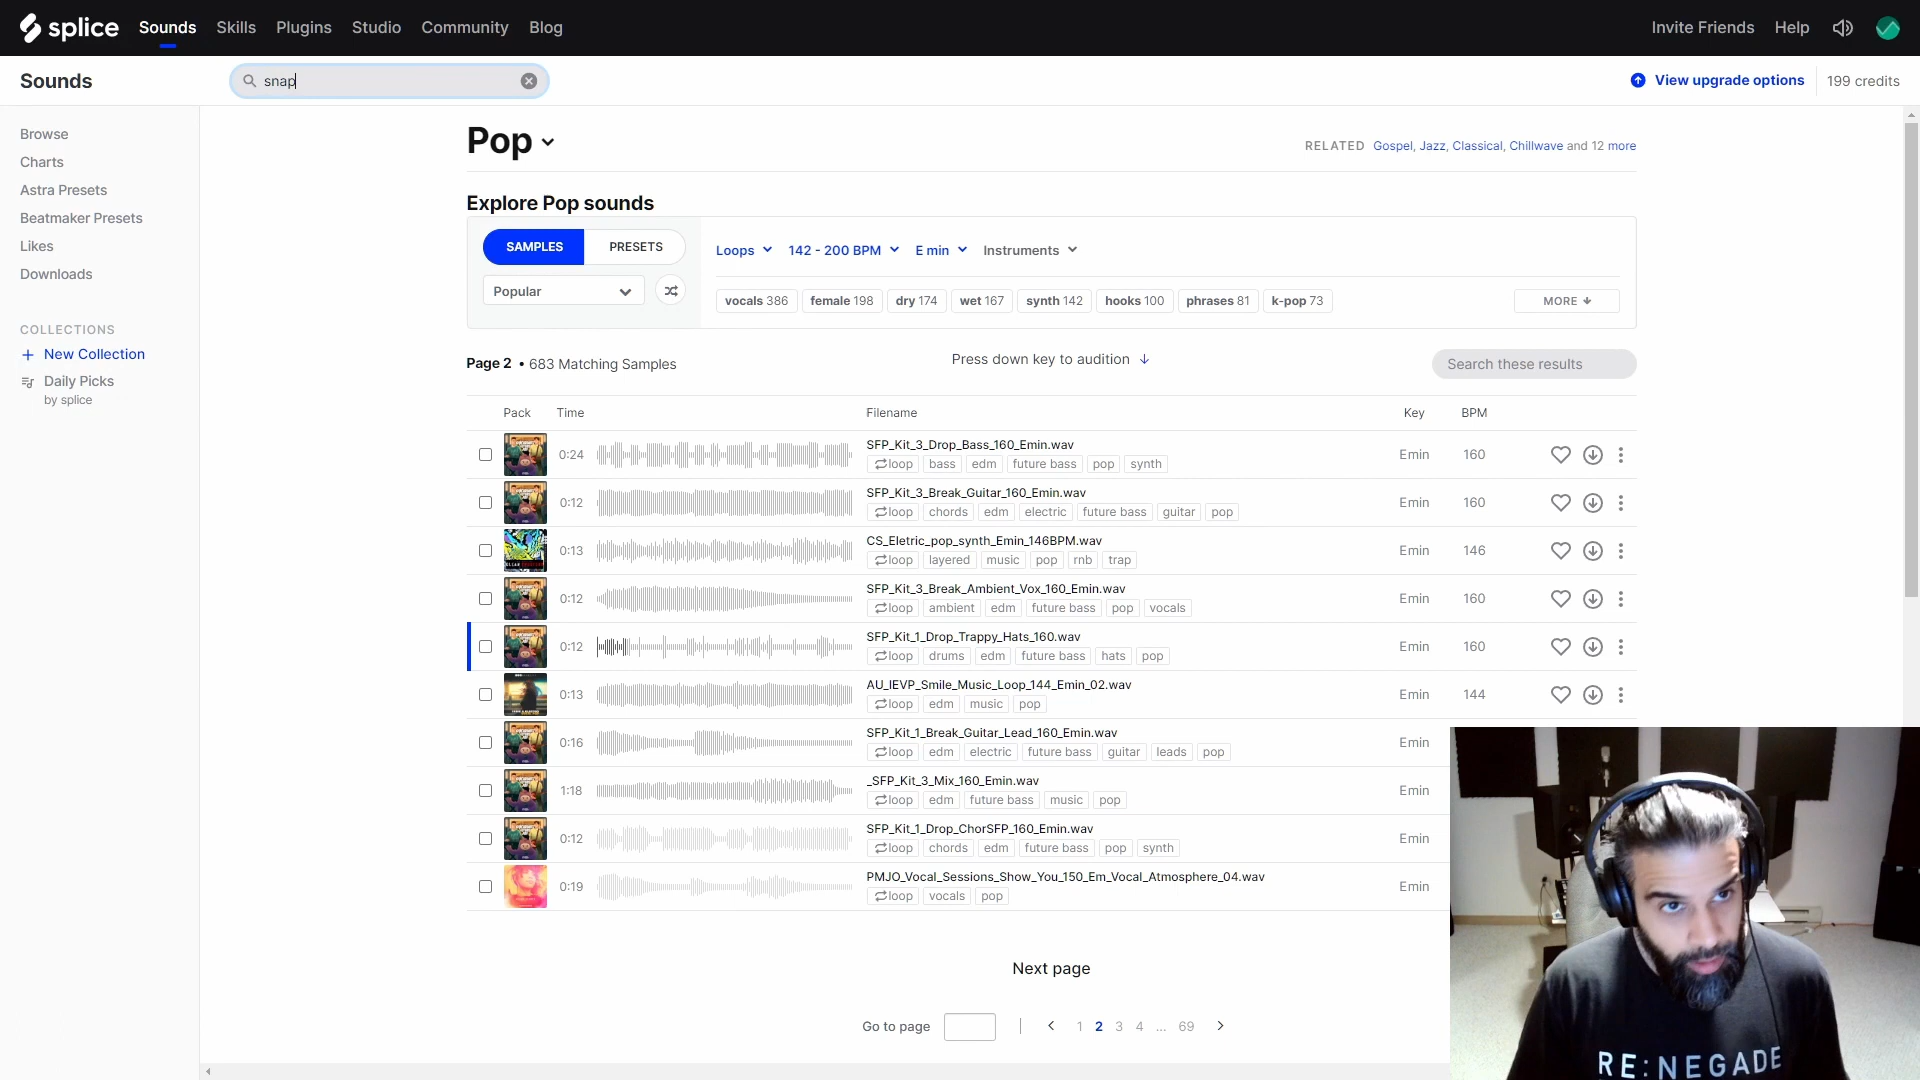 splice Sounds Skills Plugins Studio Community Blog Invite Friends Help
Sounds snap View upgrade options 199 credits
Browse
Charts
Astra Presets
Beatmaker Presets
Likes
Downloads
COLLECTIONS
New Collection
Daily Picks
by splice
Pop
RELATED Gospel, Jazz, Classical, Chillwave and 12 more
Explore Pop sounds
SAMPLES PRESETS
Popular
Loops 142 - 200 BPM E min Instruments
vocals 386 female 198 dry 174 wet 167 synth 142 hooks 100 phrases 81 k-pop 73 MORE
Page 2 • 683 Matching Samples Press down key to audition Search these results
Pack Time Filename Key BPM
SFP_Kit_3_Drop_Bass_160_Emin.wav
0:24 Emin 160
loop bass edm future bass pop synth
SFP_Kit_3_Break_Guitar_160_Emin.wav
0:12 Emin 160
loop chords edm electric future bass guitar pop
CS_Eletric_pop_synth_Emin_146BPM.wav
0:13 Emin 146
loop layered music pop rnb trap
SFP_Kit_3_Break_Ambient_Vox_160_Emin.wav
0:12 Emin 160
loop ambient edm future bass pop vocals
SFP_Kit_1_Drop_Trappy_Hats_160.wav
0:12 Emin 160
loop drums edm future bass hats pop
AU_IEVP_Smile_Music_Loop_144_Emin_02.wav
0:13 Emin 144
loop edm music pop
SFP_Kit_1_Break_Guitar_Lead_160_Emin.wav
0:16 Emin
loop edm electric future bass guitar leads pop
_SFP_Kit_3_Mix_160_Emin.wav
1:18 Emin
loop edm future bass music pop
SFP_Kit_1_Drop_ChorSFP_160_Emin.wav
0:12 Emin
loop chords edm future bass pop synth
PMJO_Vocal_Sessions_Show_You_150_Em_Vocal_Atmosphere_04.wav
0:19 Emin
loop vocals pop
Next page
Go to page 1 2 3 4 ... 69
RE:NEGADE